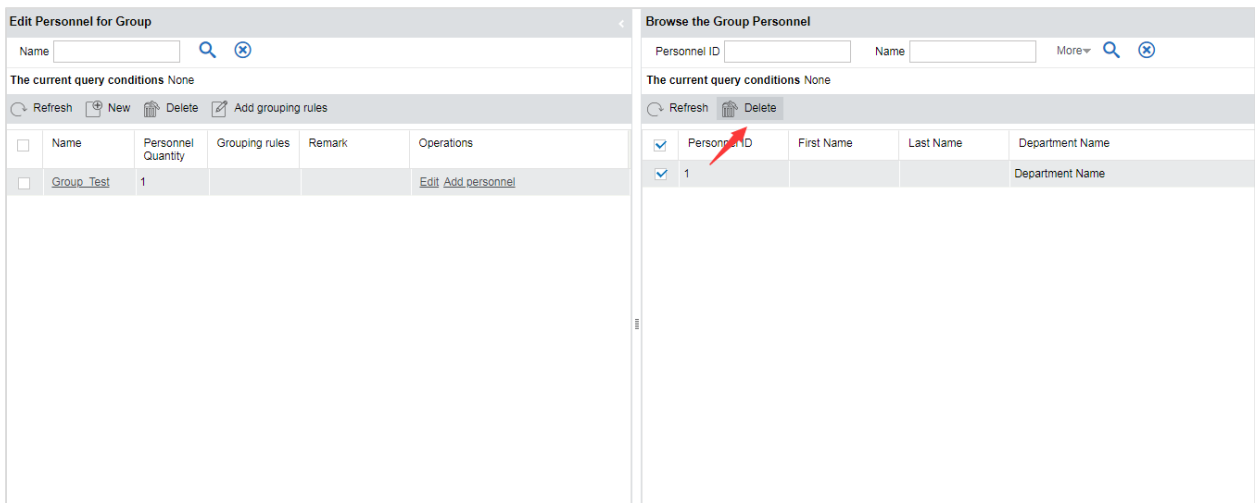 Edit Personnel for Group
Name
The current query conditions None
Refresh New Delete Add grouping rules
Name Personnel Quantity Grouping rules Remark Operations
Group_Test 1 Edit Add personnel
Browse the Group Personnel
Personnel ID Name More
The current query conditions None
Refresh Delete
Personnel ID First Name Last Name Department Name
1 Department Name